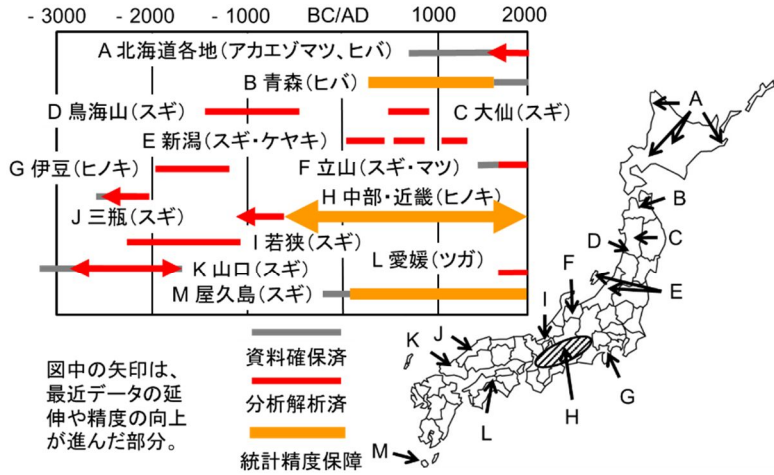 - 3000
- 2000
- 1000
BC/AD
1000
2000
A 北海道各地(アカエゾマツ、ヒバ)
B 青森(ヒバ)
D 鳥海山(スギ)
C 大仙(スギ)
E 新潟(スギ・ケヤキ)
G 伊豆(ヒノキ)
F 立山(スギ・マツ)
H 中部・近畿(ヒノキ)
J 三瓶(スギ)
I 若狭(スギ)
K 山口(スギ)
L 愛媛(ツガ)
M 屋久島(スギ)
資料確保済
分析解析済
統計精度保障
図中の矢印は、
最近データの延
伸や精度の向上
が進んだ部分。
A
B
C
D
E
F
I
J
K
G
H
L
M